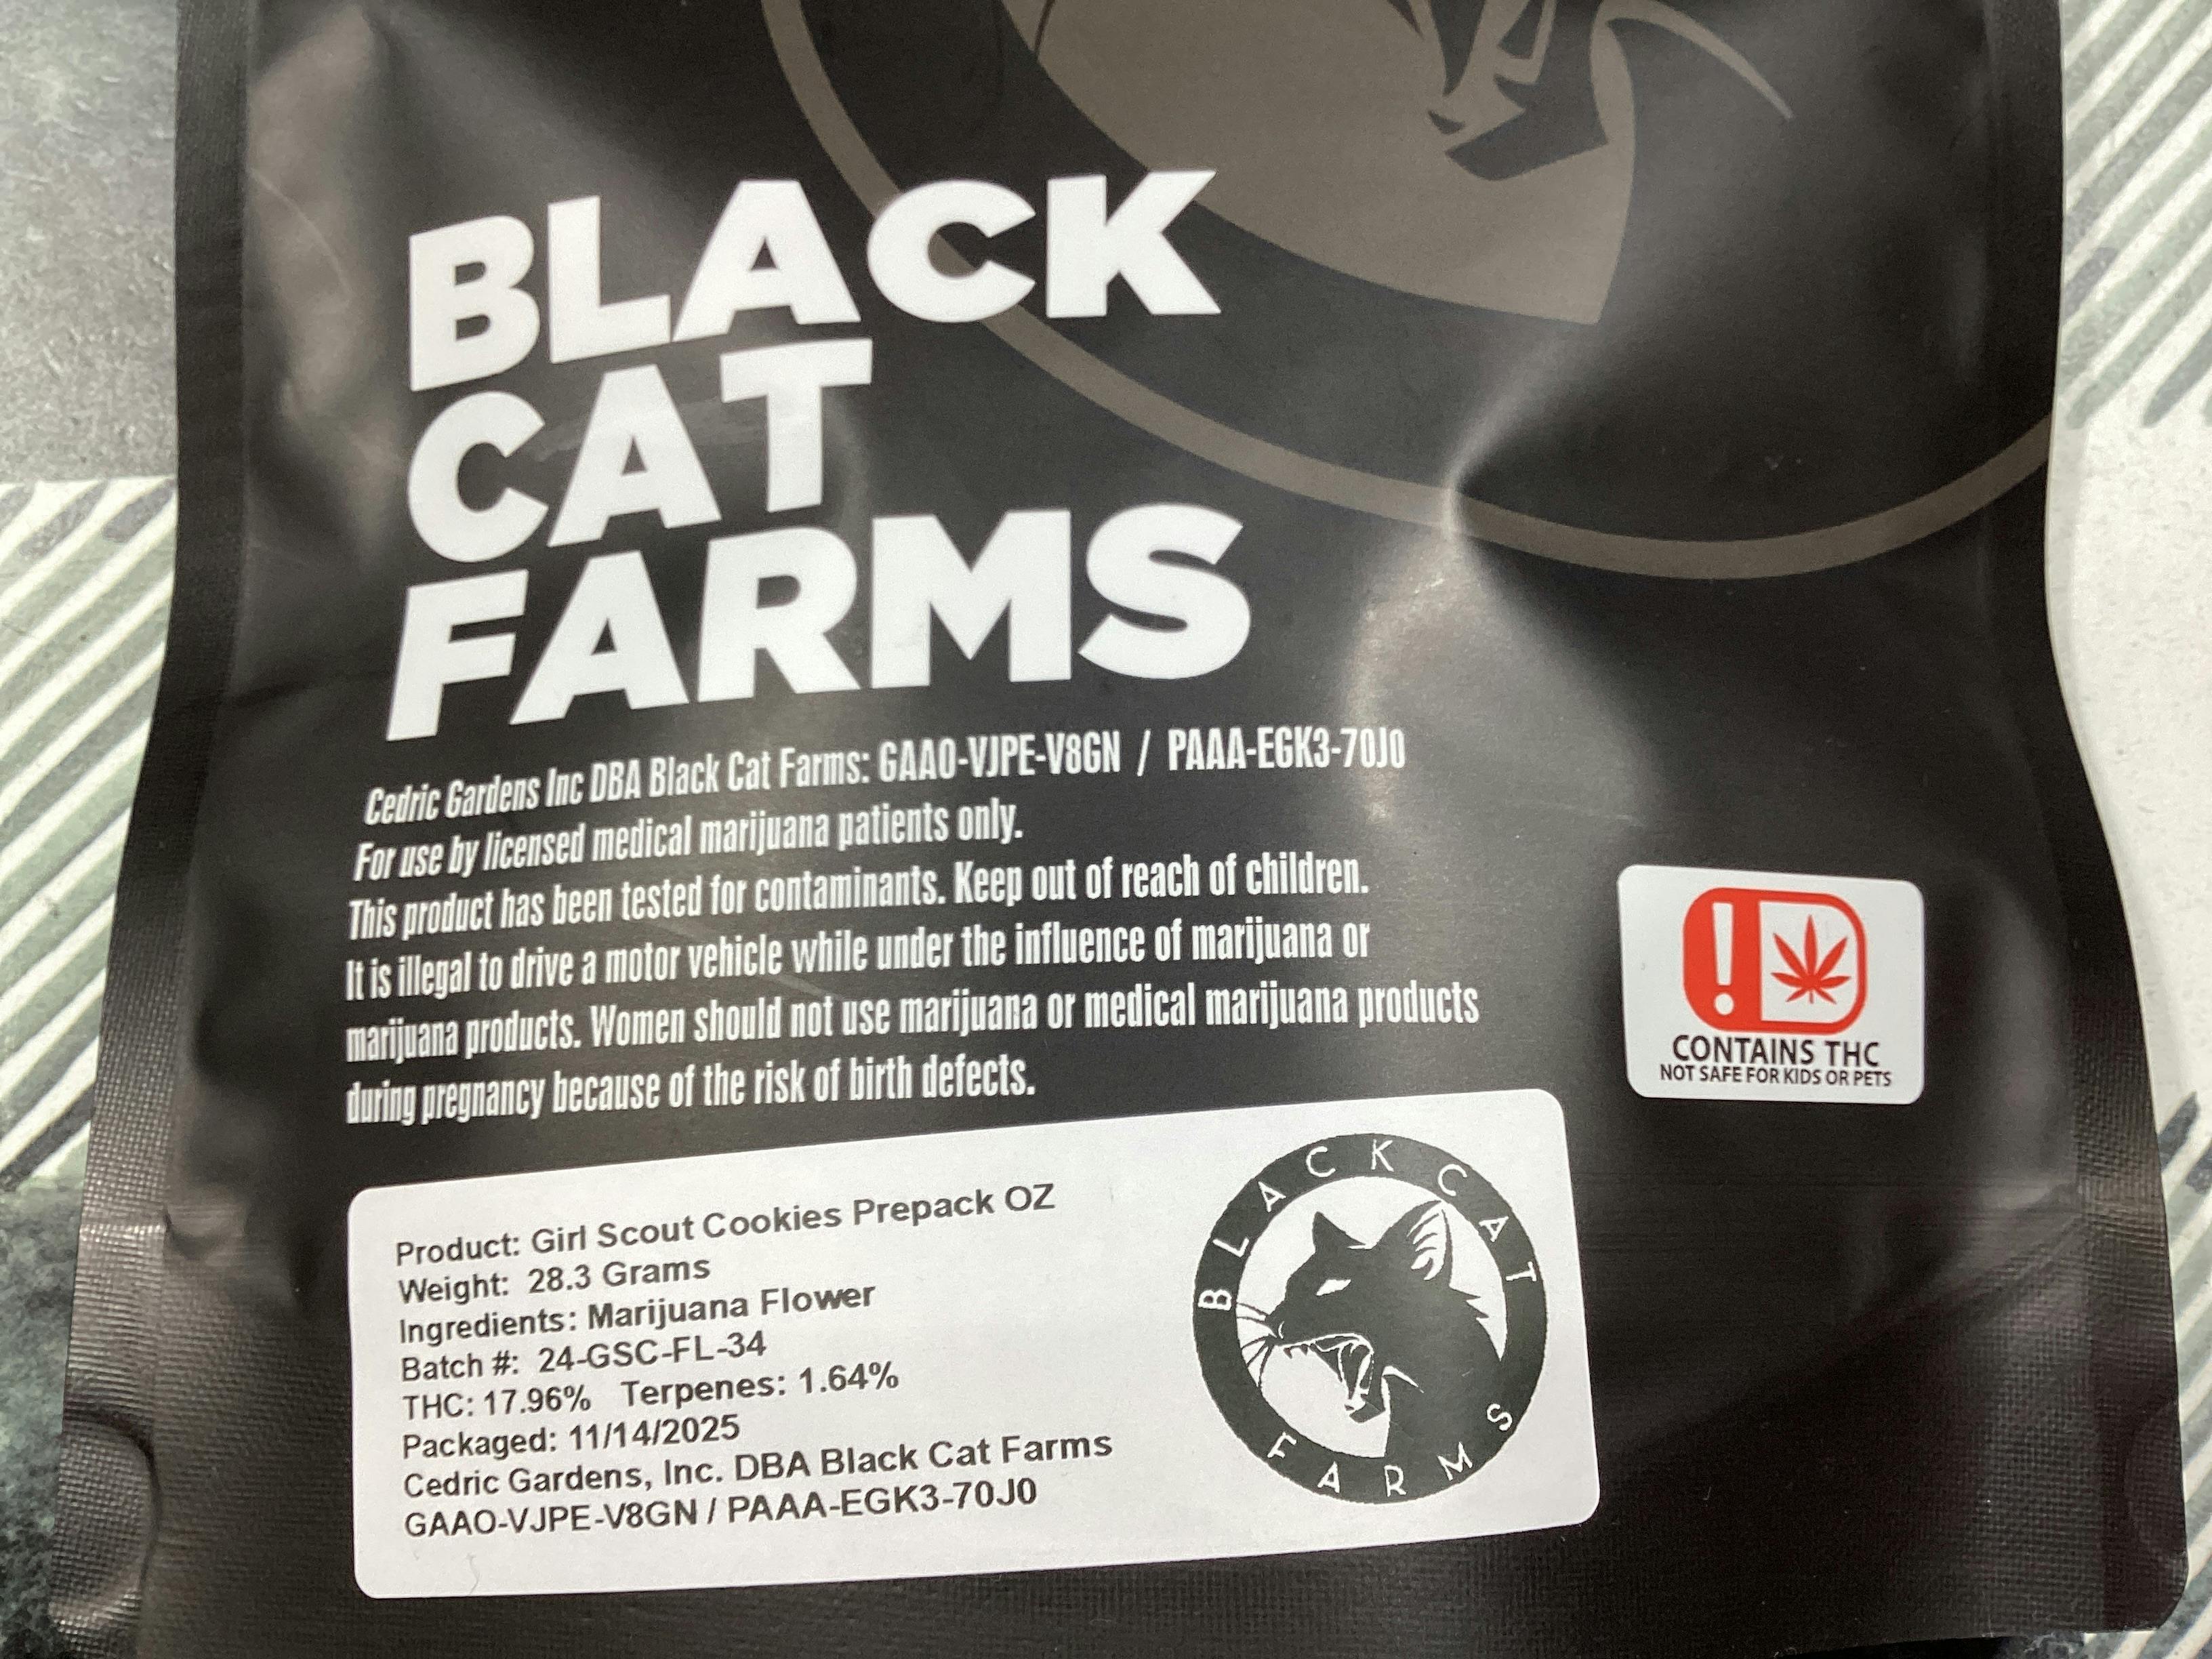 BLACK
CAT
FARMS
Cedric Gardens Inc DBA Black Cat Farms: GAAO-VJPE-V8GN / PAAA-EGK3-70J0
For use by licensed medical marijuana patients only.
This product has been tested for contaminants. Keep out of reach of children.
It is illegal to drive a motor vehicle while under the influence of marijuana or
marijuana products. Women should not use marijuana or medical marijuana products
during pregnancy because of the risk of birth defects.
!
CONTAINS THC
NOT SAFE FOR KIDS OR PETS
Product: Girl Scout Cookies Prepack OZ
Weight: 28.3 Grams
Ingredients: Marijuana Flower
Batch #: 24-GSC-FL-34
THC: 17.96% Terpenes: 1.64%
Packaged: 11/14/2025
Cedric Gardens, Inc. DBA Black Cat Farms
GAAO-VJPE-V8GN / PAAA-EGK3-70J0
BLACK CAT
FARMS